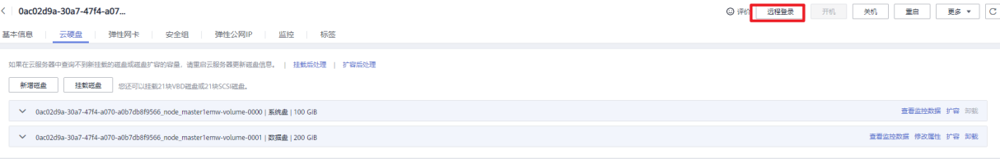 0ac02d9a-30a7-47f4-a07... 评价 远程登录 开机 关机 重启 更多
基本信息 云硬盘 弹性网卡 安全组 弹性公网IP 监控 标签
如果在云服务器中查询不到新挂载的磁盘或磁盘扩容的容量，请重启云服务器更新磁盘信息。 | 挂载后处理 | 扩容后处理
新增磁盘 挂载磁盘 您还可以挂载21块VBD磁盘或21块SCSI磁盘。
0ac02d9a-30a7-47f4-a070-a0b7db8f9566_node_master1emw-volume-0000 | 系统盘 | 100 GiB 查看监控数据 扩容 卸载
0ac02d9a-30a7-47f4-a070-a0b7db8f9566_node_master1emw-volume-0001 | 数据盘 | 200 GiB 查看监控数据 修改属性 扩容 卸载